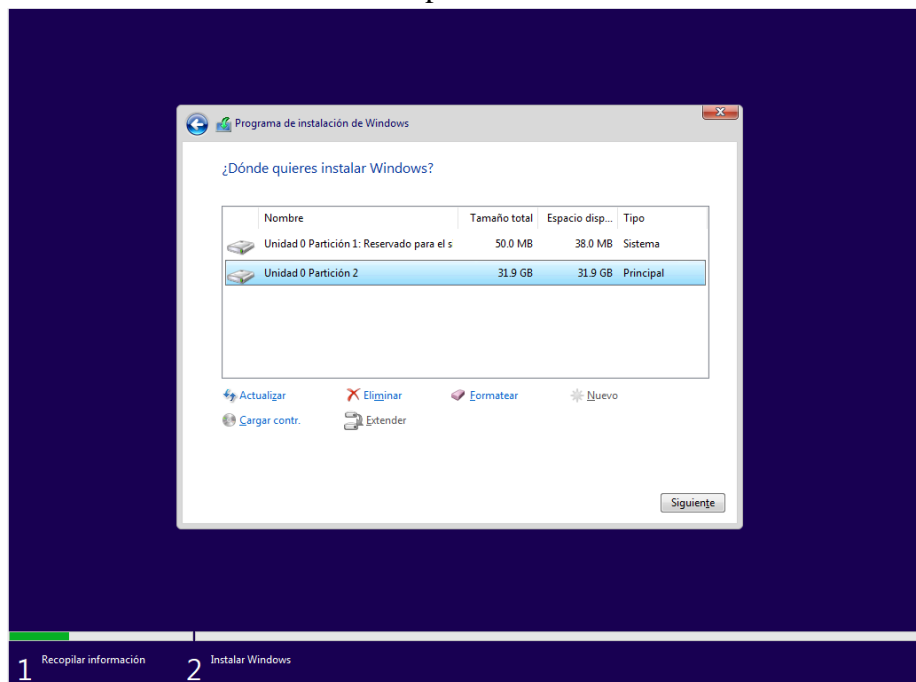 Programa de instalación de Windows
¿Dónde quieres instalar Windows?
Nombre Tamaño total Espacio disp... Tipo
Unidad 0 Partición 1: Reservado para el s 50.0 MB 38.0 MB Sistema
Unidad 0 Partición 2 31.9 GB 31.9 GB Principal
Actualizar Eliminar Formatear Nuevo
Cargar contr. Extender
Siguiente
1 Recopilar información 2 Instalar Windows